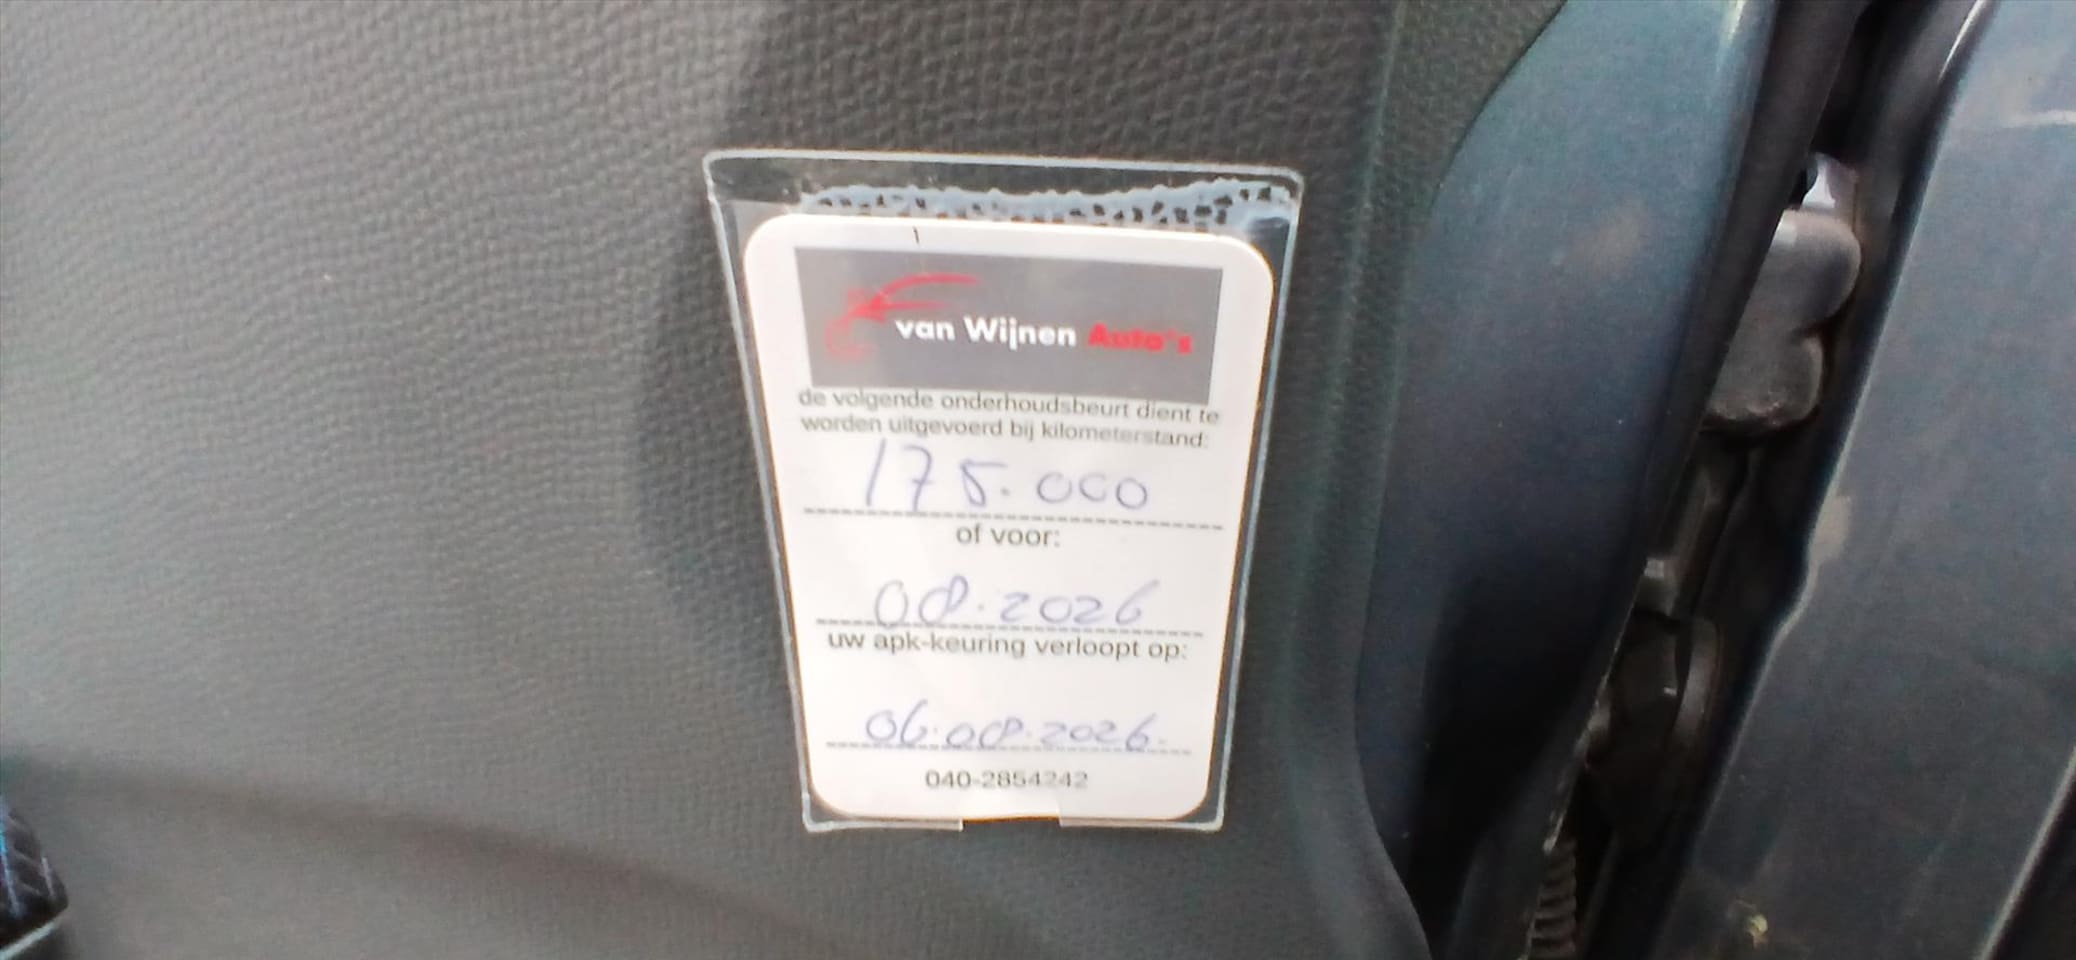 van Wijnen Auto's
de volgende onderhoudsbeurt dient te
worden uitgevoerd bij kilometerstand:
175.000
of voor:
08.2026
uw apk-keuring verloopt op:
06.08.2026.
040-2854242